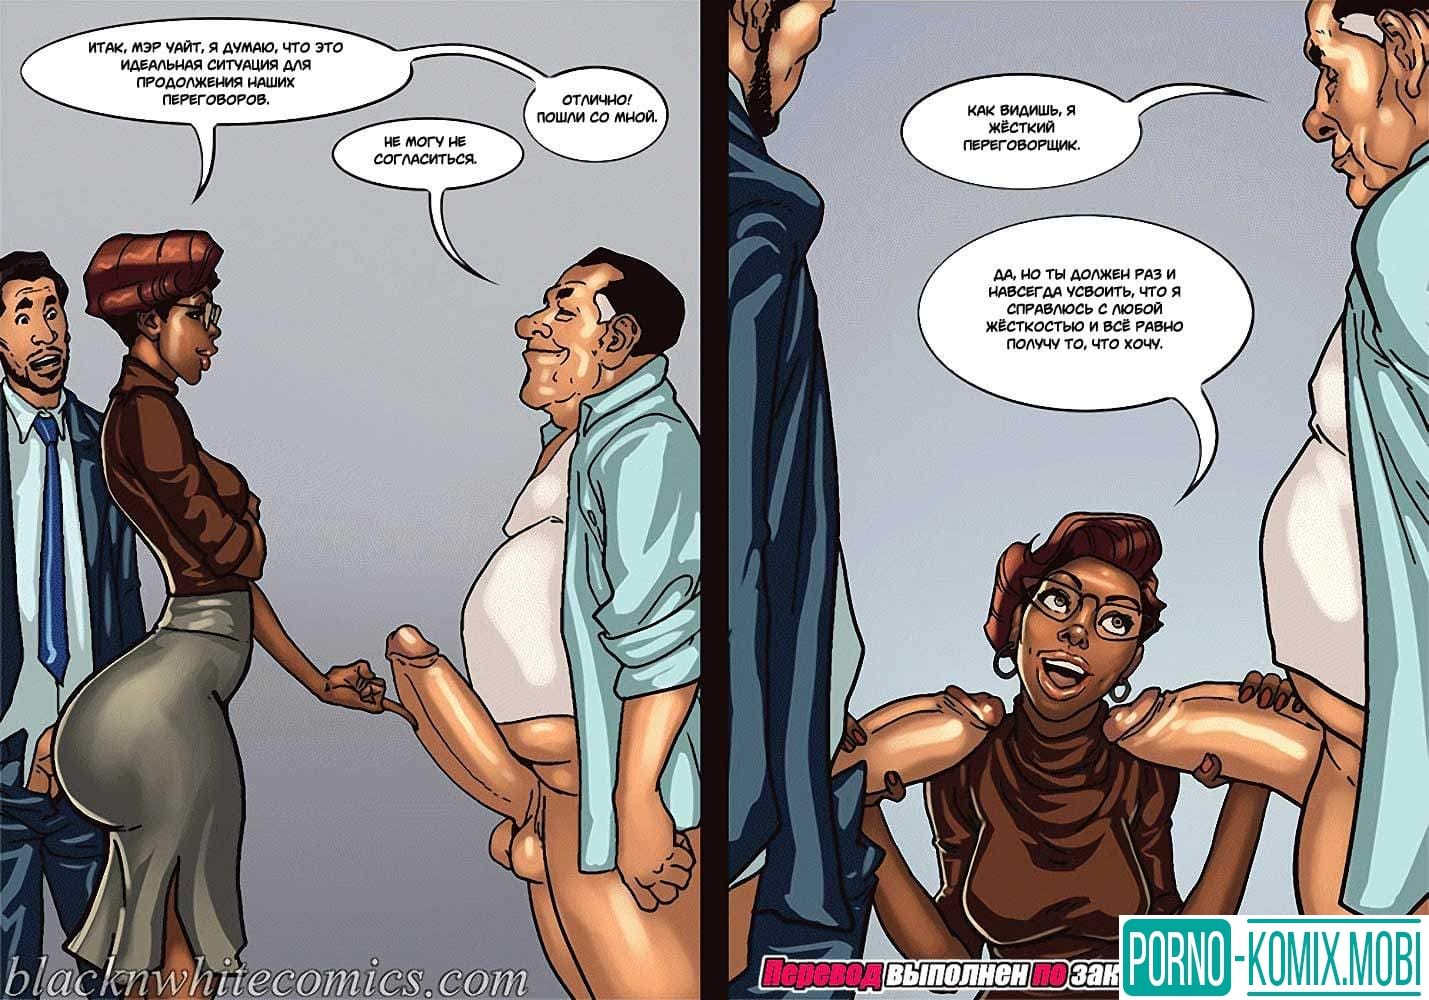 ИТАК, МЭР УАЙТ, Я ДУМАЮ, ЧТО ЭТО
ИДЕАЛЬНАЯ СИТУАЦИЯ ДЛЯ
ПРОДОЛЖЕНИЯ НАШИХ
ПЕРЕГОВОРОВ.
НЕ МОГУ НЕ
СОГЛАСИТЬСЯ.
ОТЛИЧНО!
ПОШЛИ СО МНОЙ.
КАК ВИДИШЬ, Я
ЖЁСТКИЙ
ПЕРЕГОВОРЩИК.
ДА, НО ТЫ ДОЛЖЕН РАЗ И
НАВСЕГДА УСВОИТЬ, ЧТО Я
СПРАВЛЮСЬ С ЛЮБОЙ
ЖЁСТКОСТЬЮ И ВСЁ РАВНО
ПОЛУЧУ ТО, ЧТО ХОЧУ.
blacknwhitecomics.com
Перевод выполнен по зак
PORNO-KOMIX.MOBI